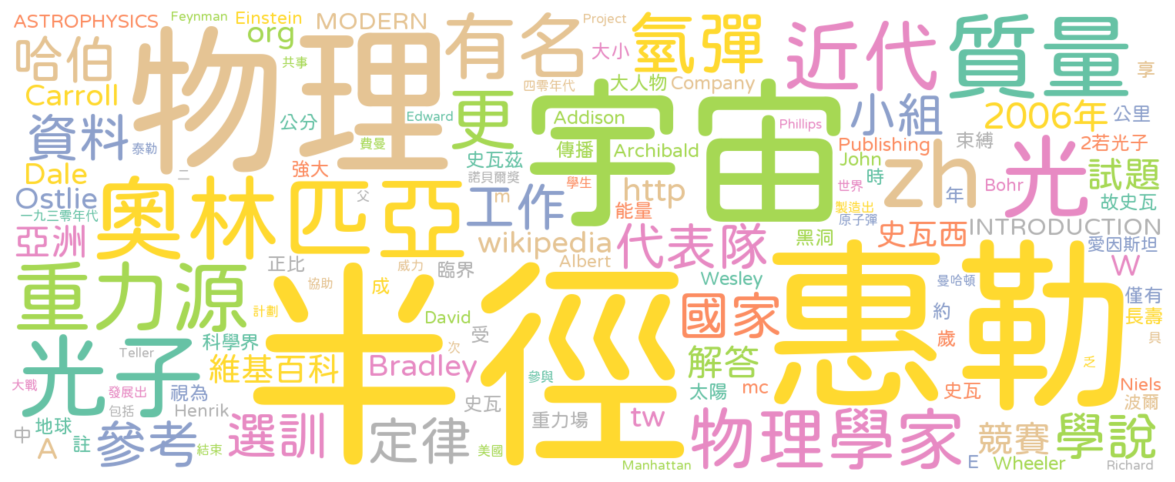 ASTROPHYSICS
Feynman
Einstein
org
MODERN
Project
有名
大小
氫彈
近代
質量
哈伯
物理
共事
四零年代
大人物
Company
享
Carroll
更
宇宙
小組
2006年
公里
資料
泰勒
公分
Edward
Addison
Phillips
傳播
Archibald
Publishing
束縛
2若光子
Dale
費曼
史瓦茲
強大
諾貝爾獎
學生
John
時
zh
光
試題
Ostlie
二
父
m
http
能量
世界
年
Bohr
故史瓦
一九三零年代
奧林匹亞
工作
製造出
原子彈
INTRODUCTION
亞洲
wikipedia
代表隊
黑洞
史瓦西
愛因斯坦
正比
威力
臨界
Albert
Wesley
W
重力源
協助
成
曼哈頓
僅有
計劃
David
受
國家
約
惠勒
長壽
具
科學界
次
歲
光子
Teller
半徑
解答
維基百科
Bradley
參與
太陽
mc
史瓦
Niels
大戰
發展出
視為
波爾
包括
Henrik
史瓦
重力場
tw
中
地球
A
註
參考
結束
選訓
定律
美國
物理學家
E
競賽
學說
Manhattan
Wheeler
Richard